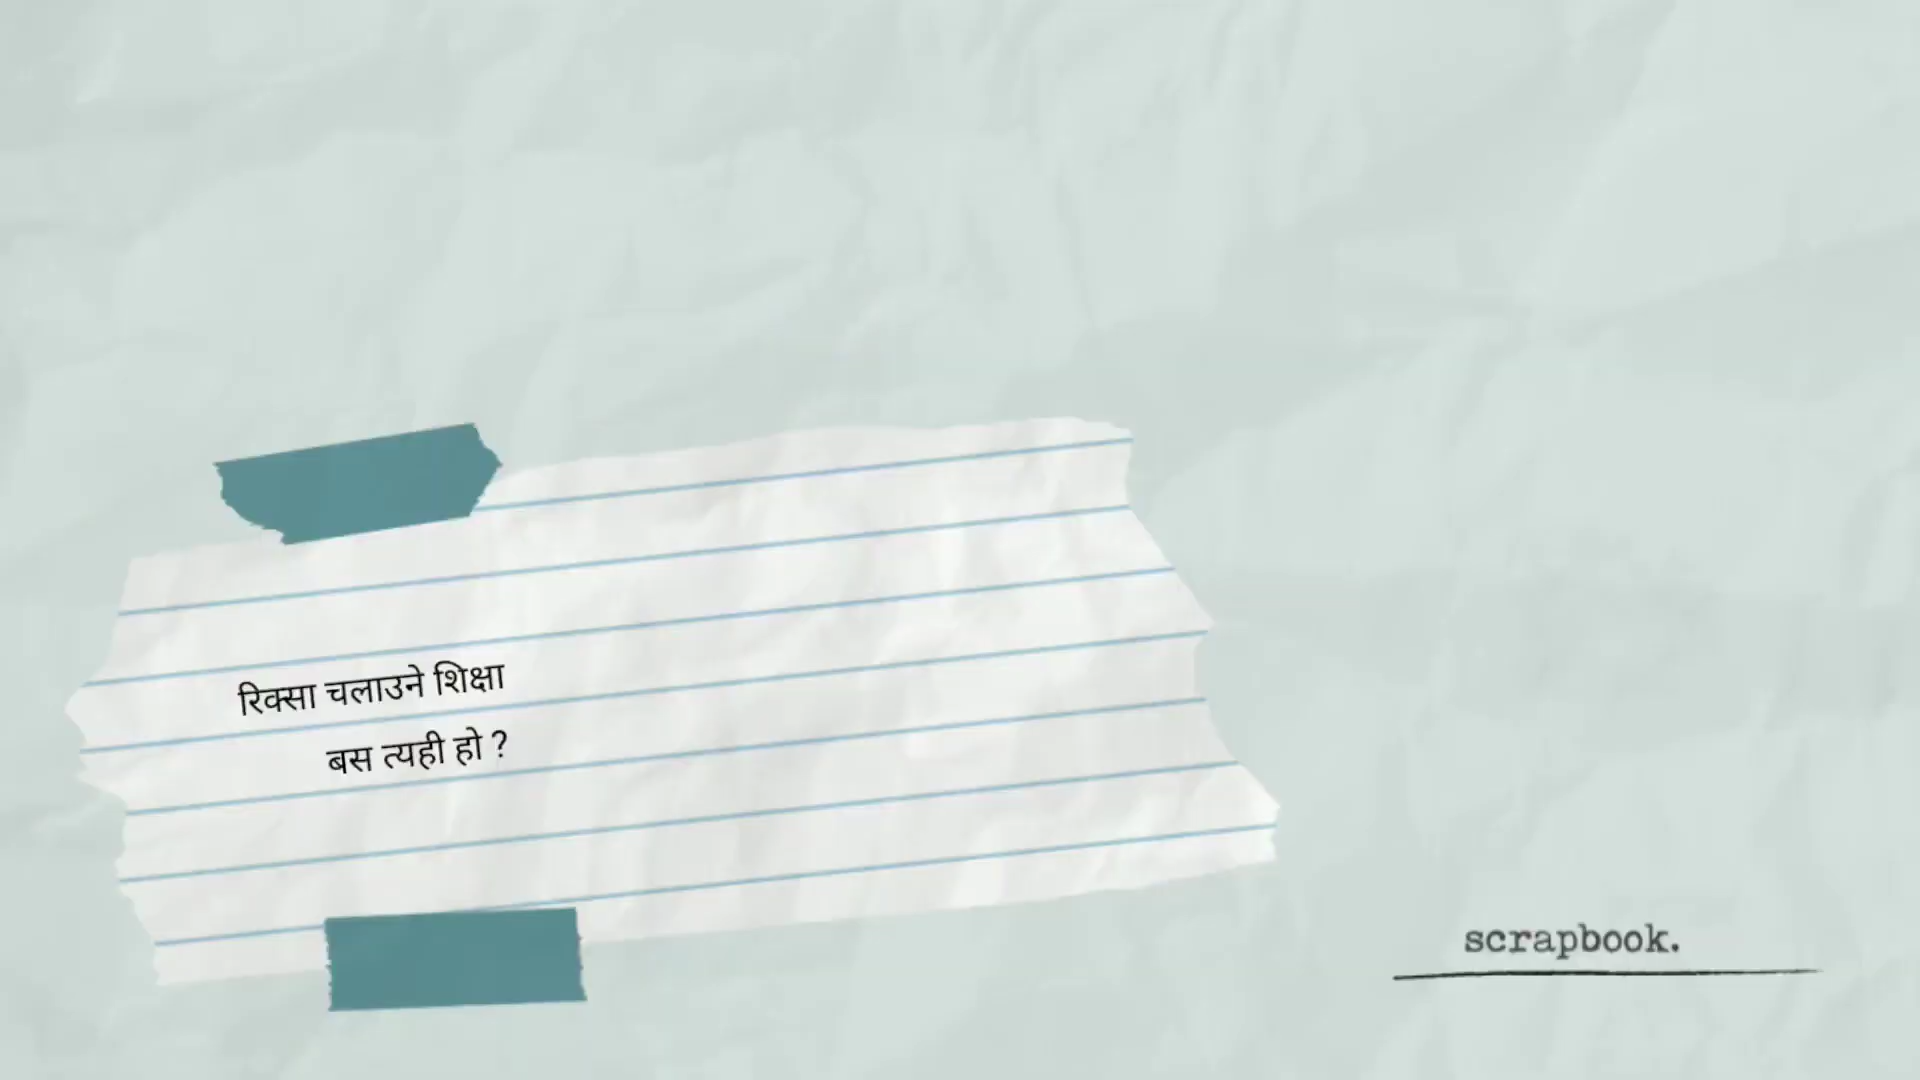 रिक्सा चलाउने शिक्षा
बस त्यही हो ?
scrapbook.